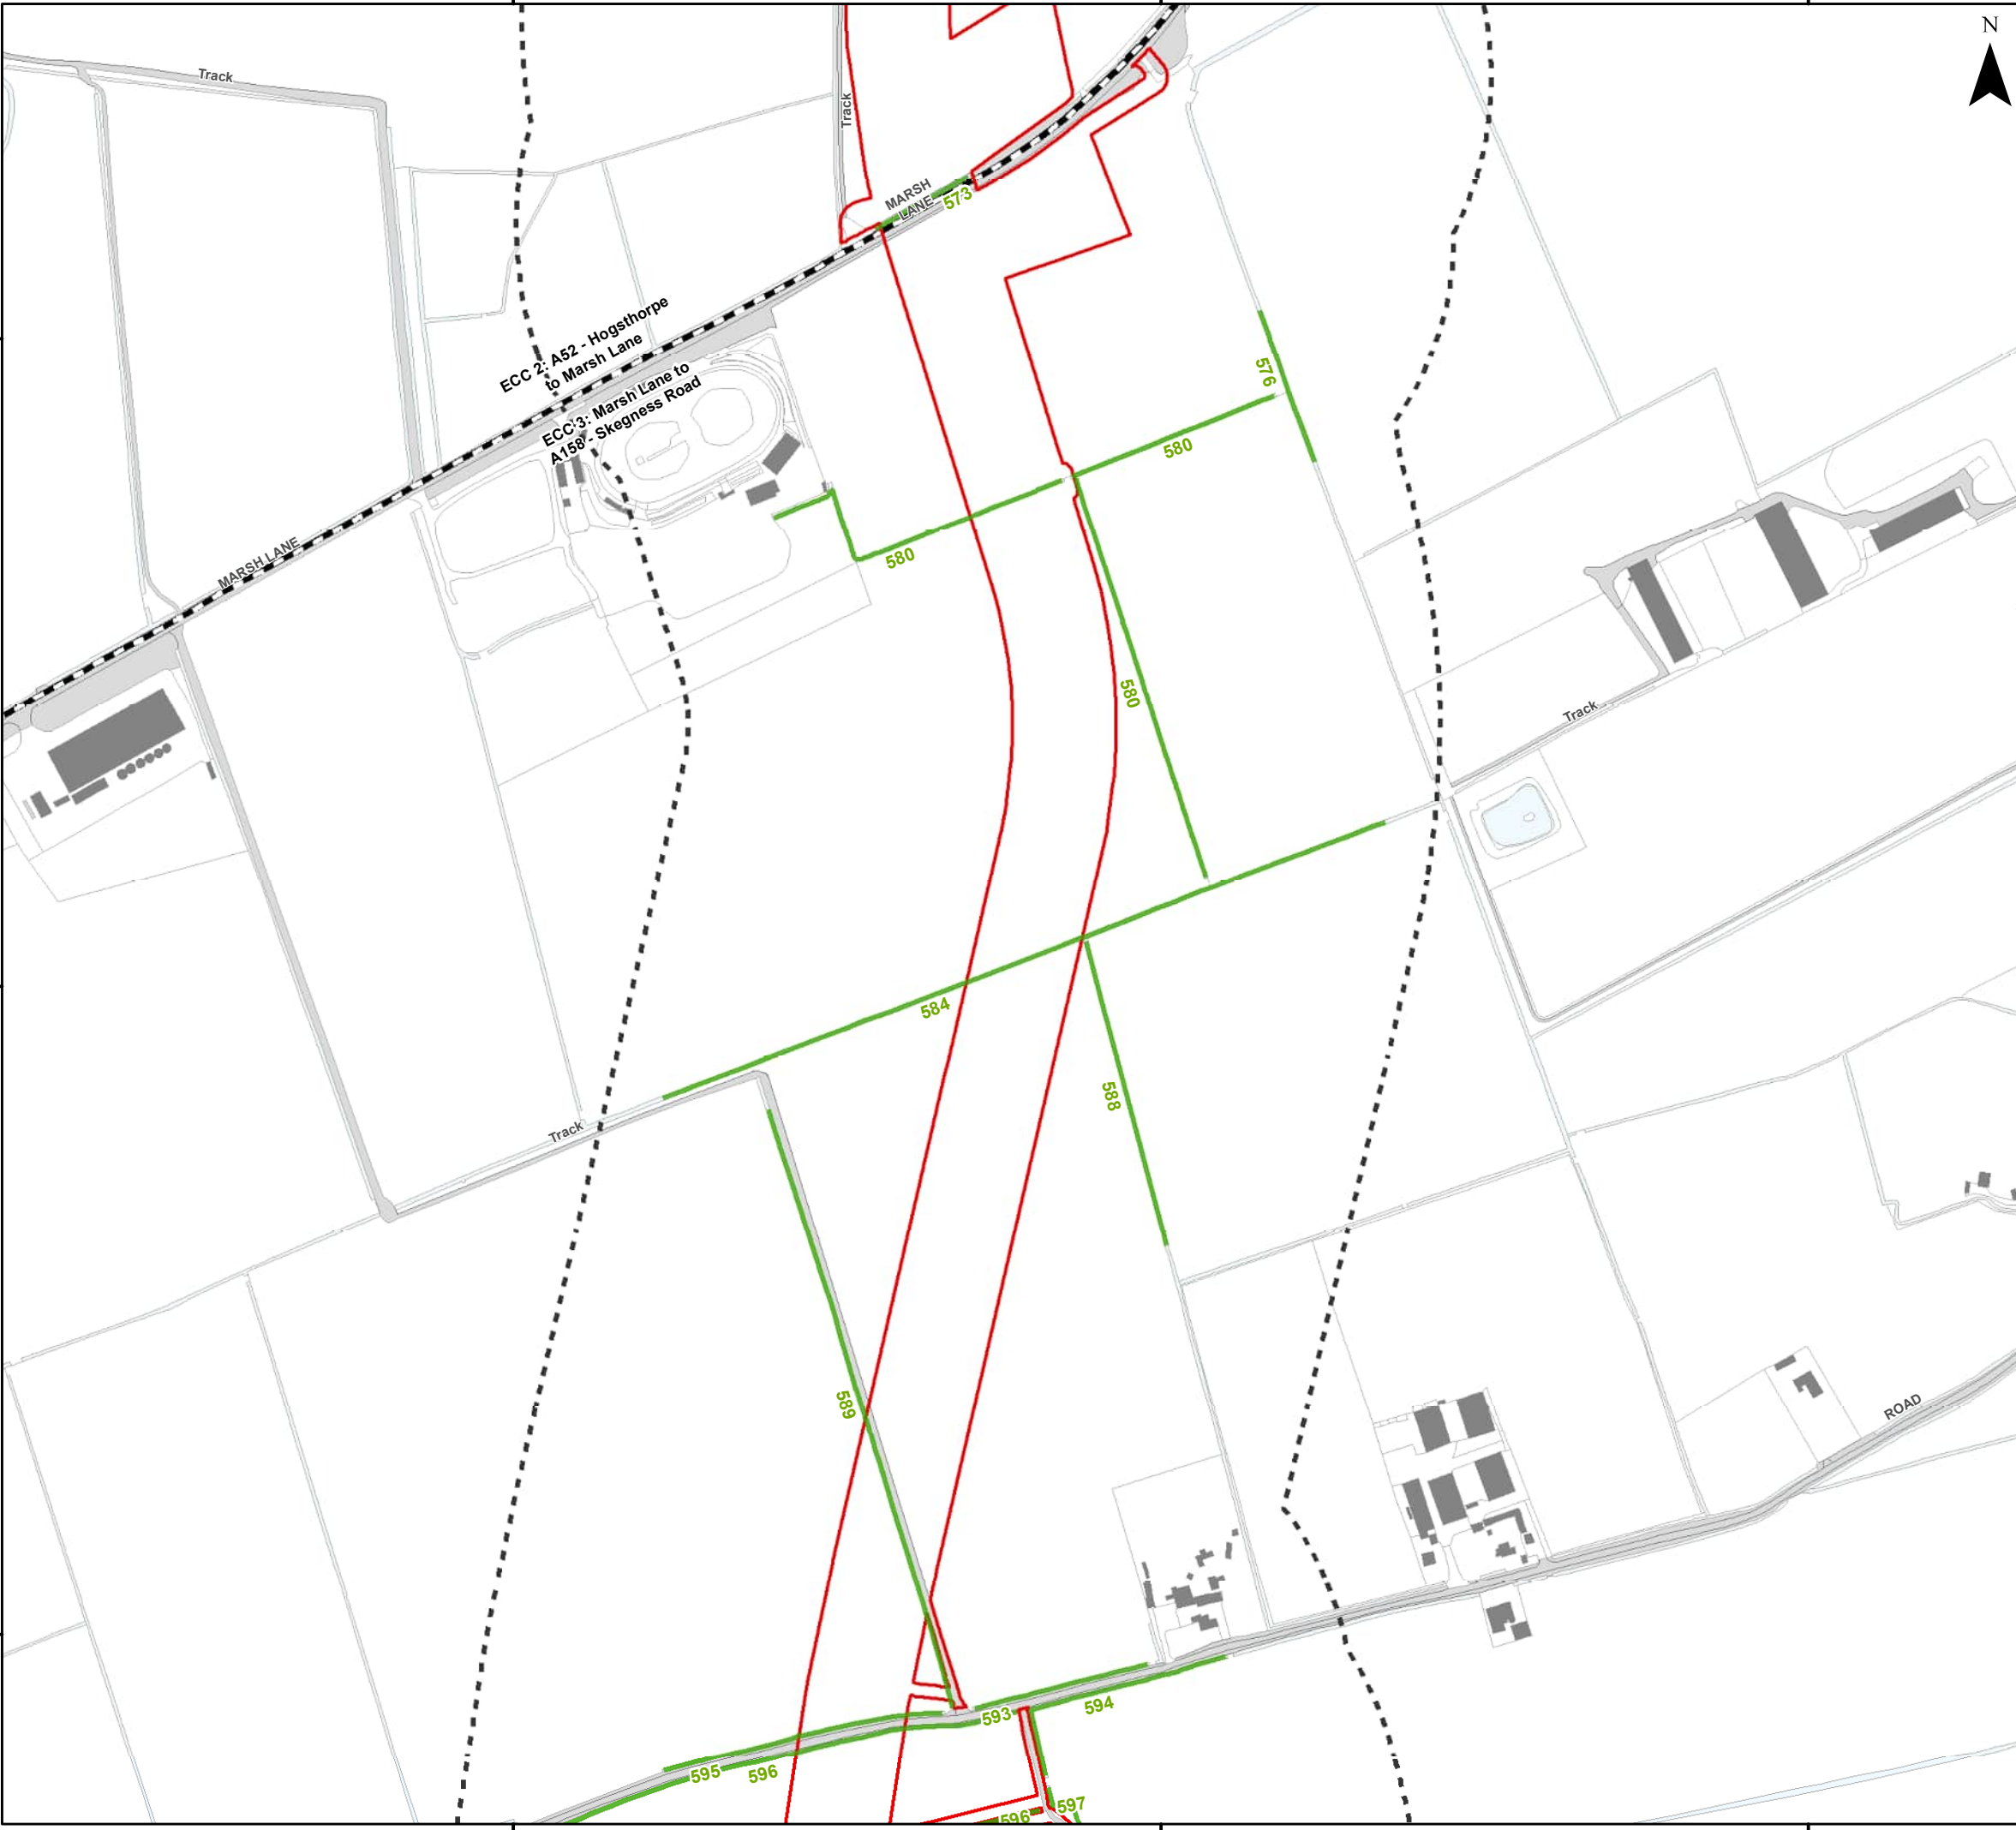 N
Track
Track
MARSH
LANE
573
ECC 2: A52 - Hogsthorpe
to Marsh Lane
ECC 3: Marsh Lane to
A158 - Skegness Road
576
580
580
MARSH LANE
580
Track
584
588
Track
589
ROAD
593
594
595
596
597
596